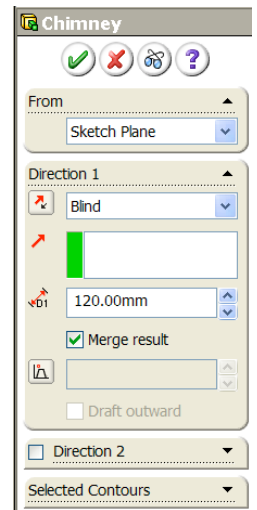 Chimney
?
From
Sketch Plane
Direction 1
Blind
D1
120.00mm
Merge result
Draft outward
Direction 2
Selected Contours